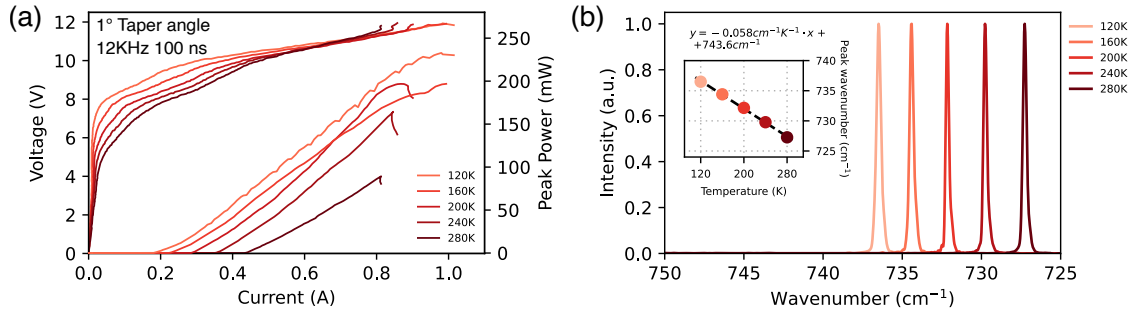 (a)
1° Taper angle
12KHz 100 ns
Voltage (V)
12
10
8
6
4
2
0
Peak Power (mW)
250
200
150
100
50
0
120K
160K
200K
240K
280K
0.0 0.2 0.4 0.6 0.8 1.0
Current (A)
(b)
y = −0.058cm⁻¹K⁻¹ · x +
+743.6cm⁻¹
Intensity (a.u.)
1.0
0.8
0.6
0.4
0.2
0.0
Peak wavenumber (cm⁻¹)
740
735
730
725
120 200 280
Temperature (K)
120K
160K
200K
240K
280K
750 745 740 735 730 725
Wavenumber (cm⁻¹)